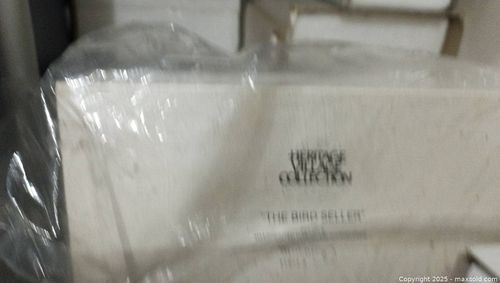 HERITAGE
VILLAGE
COLLECTION
"THE BIRD SELLER"
Copyright © 2025 - maxsold.com